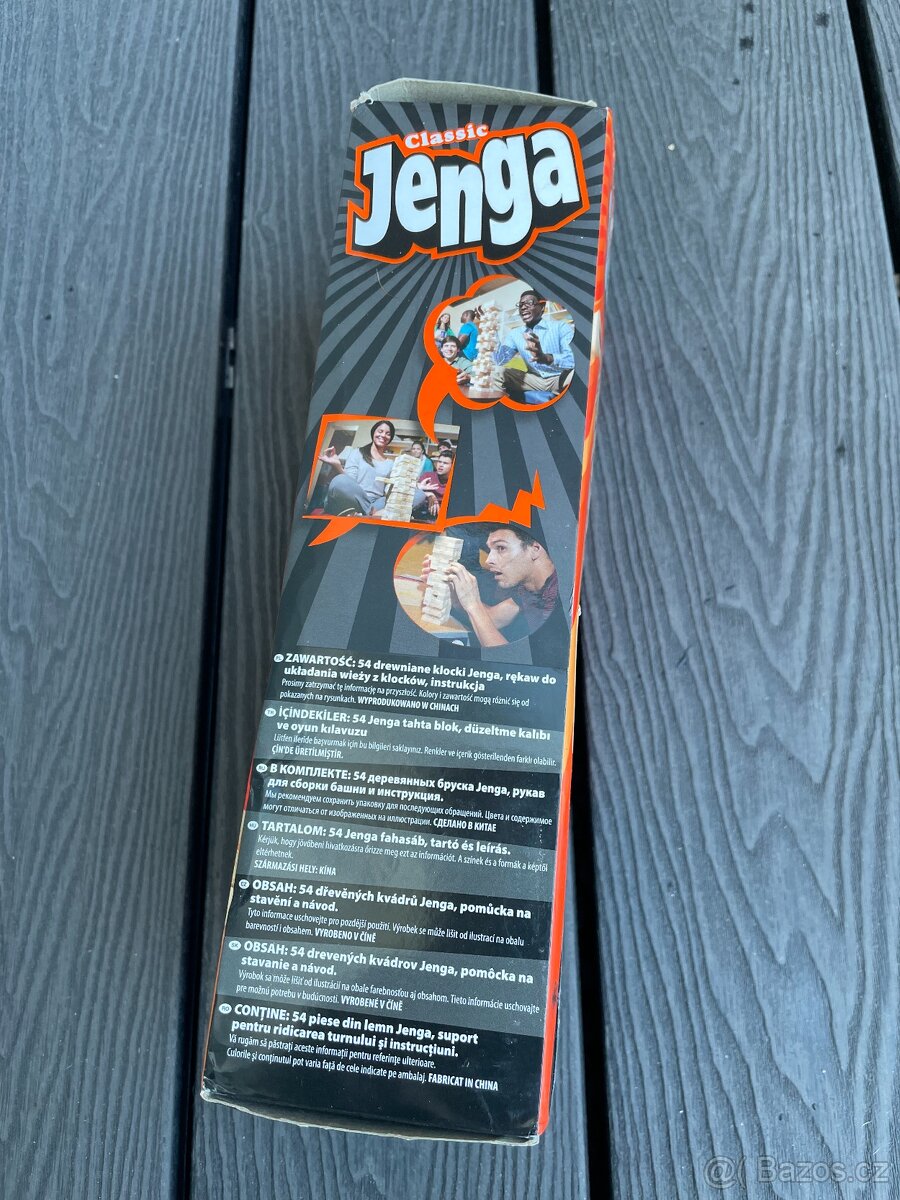 Classic
Jenga
PL ZAWARTOŚĆ: 54 drewniane klocki Jenga, rękaw do
układania wieży z klocków, instrukcja
Prosimy zatrzymać tę informację na przyszłość. Kolory i zawartość mogą różnić się od
pokazanych na rysunkach. WYPRODUKOWANO W CHINACH
TR İÇİNDEKİLER: 54 Jenga tahta blok, düzeltme kalıbı
ve oyun kılavuzu
Lütfen ileride başvurmak için bu bilgileri saklayınız. Renkler ve içerik gösterilenden farklı olabilir.
ÇİN'DE ÜRETİLMİŞTİR.
RU В КОМПЛЕКТЕ: 54 деревянных бруска Jenga, рукав
для сборки башни и инструкция.
Мы рекомендуем сохранить упаковку для последующих обращений. Цвета и содержимое
могут отличаться от изображенных на иллюстрации. СДЕЛАНО В КИТАЕ
HU TARTALOM: 54 Jenga fahasáb, tartó és leírás.
Kérjük, hogy jövőbeni hivatkozásra őrizze meg ezt az információt. A színek és a formák a képtől
eltérhetnek.
SZÁRMAZÁSI HELY: KÍNA
CZ OBSAH: 54 dřevěných kvádrů Jenga, pomůcka na
stavění a návod.
Tyto informace uschovejte pro pozdější použití. Výrobek se může lišit od ilustrací na obalu
barevností i obsahem. VYROBENO V ČÍNĚ
SK OBSAH: 54 drevených kvádrov Jenga, pomôcka na
stavanie a návod.
Výrobok sa môže líšiť od ilustrácií na obale farebnosťou aj obsahom. Tieto informácie uschovajte
pre možnú potrebu v budúcnosti. VYROBENÉ V ČÍNE
RO CONȚINE: 54 piese din lemn Jenga, suport
pentru ridicarea turnului și instrucțiuni.
Vă rugăm să păstrați aceste informații pentru referințe ulterioare.
Culorile și conținutul pot varia față de cele indicate pe ambalaj. FABRICAT IN CHINA
@( Bazos.cz